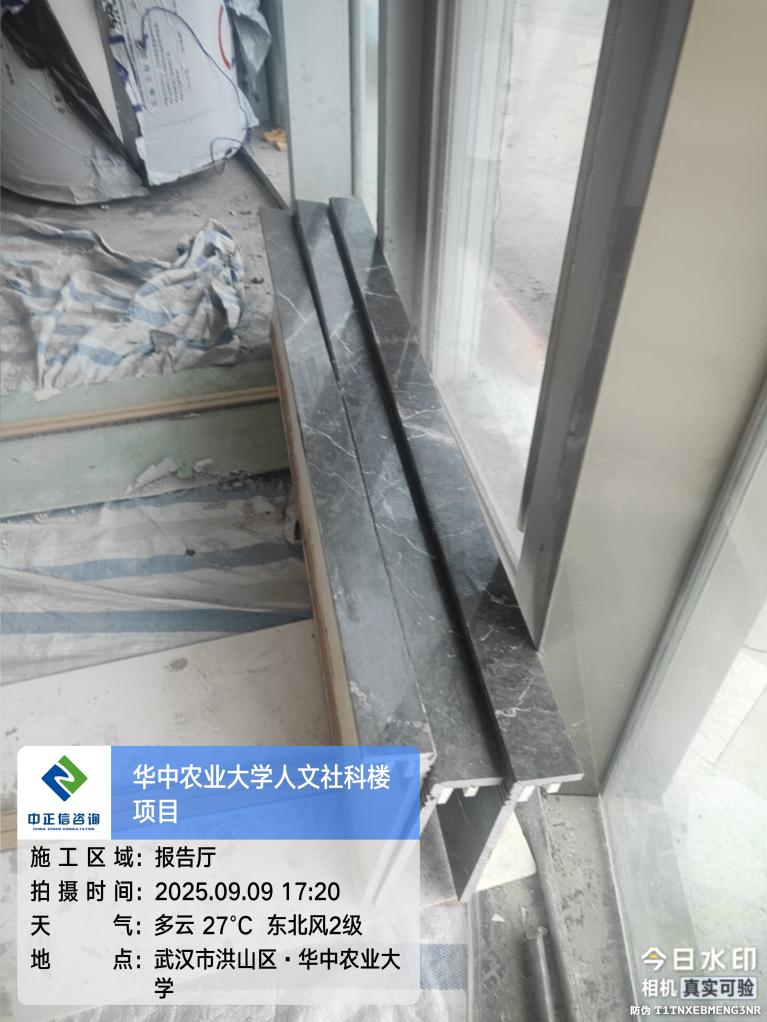 中正信咨询
华中农业大学人文社科楼
项目
施工区域：报告厅
拍摄时间：2025.09.09 17:20
天气：多云 27℃ 东北风2级
地点：武汉市洪山区·华中农业大
学
今日水印
相机 真实可验
防伪 T1TNXEBMENG3NR